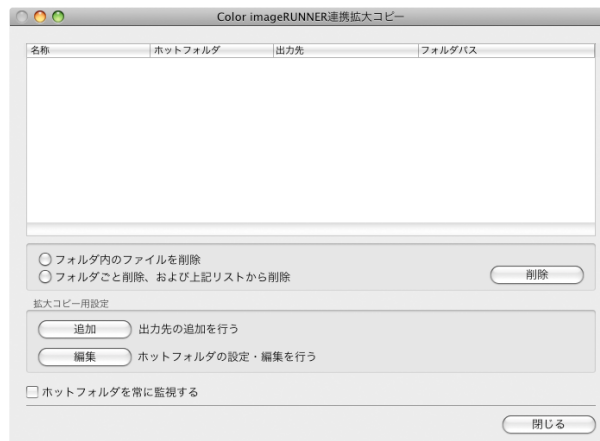 Color imageRUNNER連携拡大コピー
名称 ホットフォルダ 出力先 フォルダパス
フォルダ内のファイルを削除
フォルダごと削除、および上記リストから削除
削除
拡大コピー用設定
追加 出力先の追加を行う
編集 ホットフォルダの設定・編集を行う
ホットフォルダを常に監視する
閉じる